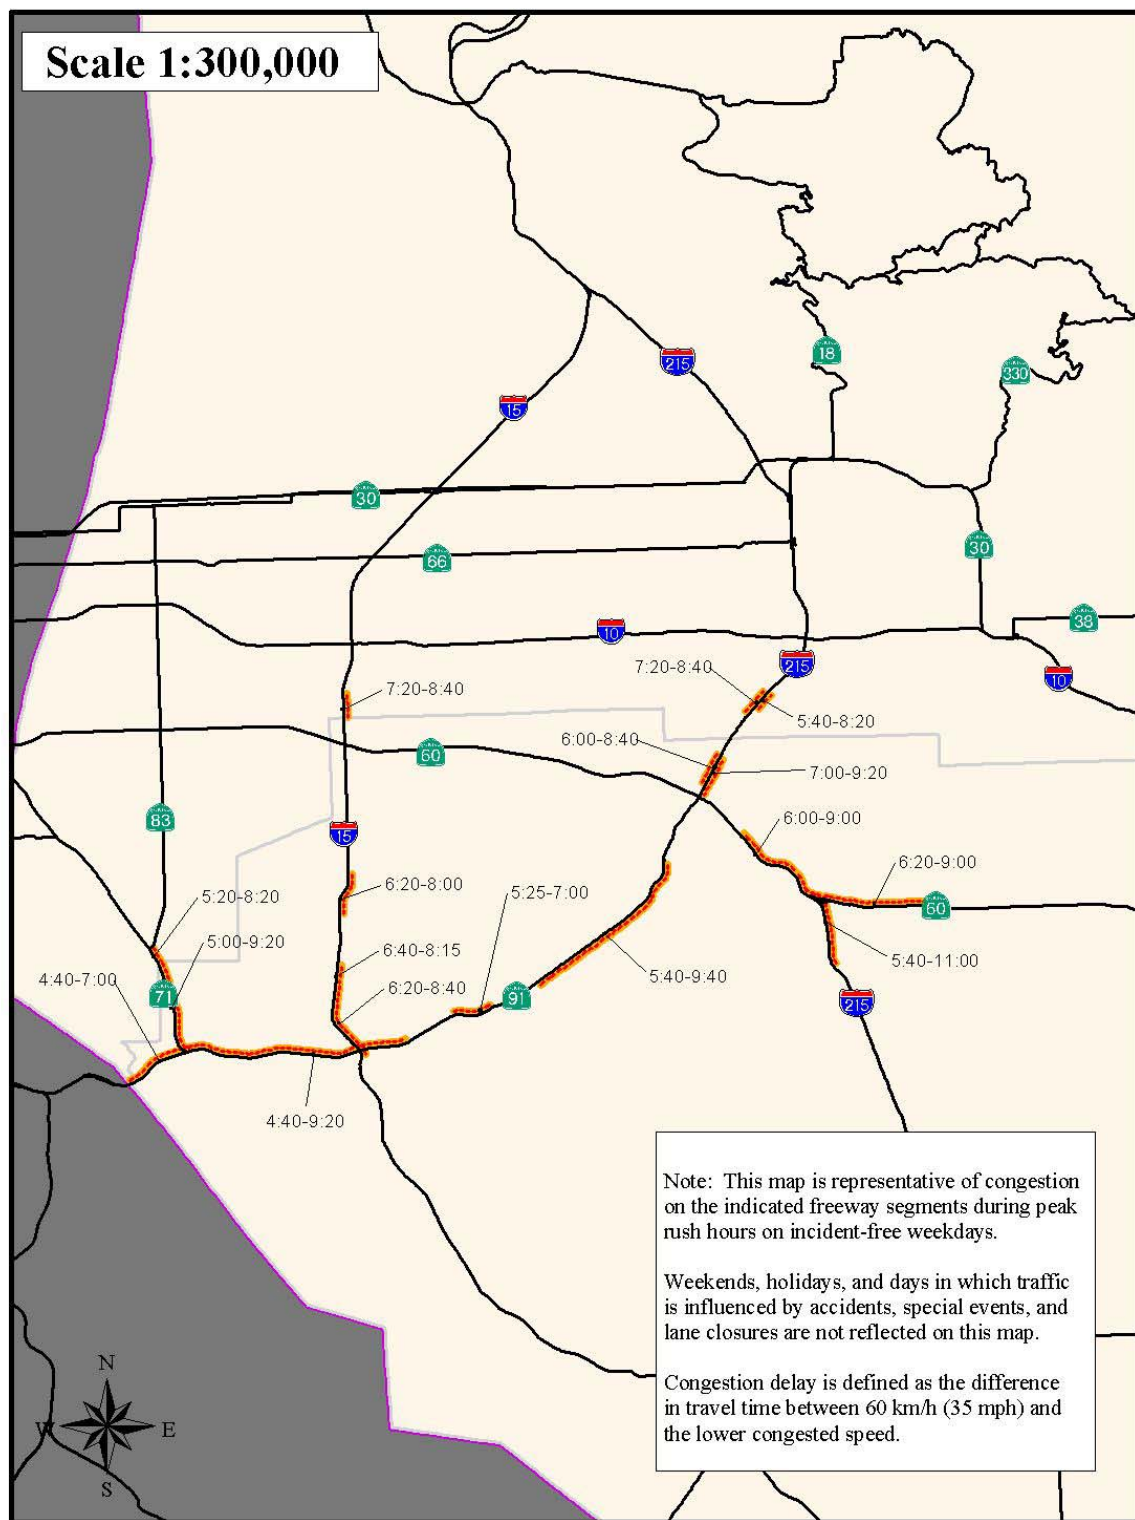 Scale 1:300,000
18
215
330
15
30
66
30
38
10
215
10
7:20-8:40
7:20-8:40
5:40-8:20
6:00-8:40
60
7:00-9:20
83
15
6:00-9:00
6:20-9:00
6:20-8:00
5:20-8:20
5:25-7:00
60
5:00-9:20
6:40-8:15
5:40-11:00
4:40-7:00
5:40-9:40
71
6:20-8:40
91
215
4:40-9:20
Note: This map is representative of congestion
on the indicated freeway segments during peak
rush hours on incident-free weekdays.
Weekends, holidays, and days in which traffic
is influenced by accidents, special events, and
lane closures are not reflected on this map.
Congestion delay is defined as the difference
in travel time between 60 km/h (35 mph) and
the lower congested speed.
N
W E
S